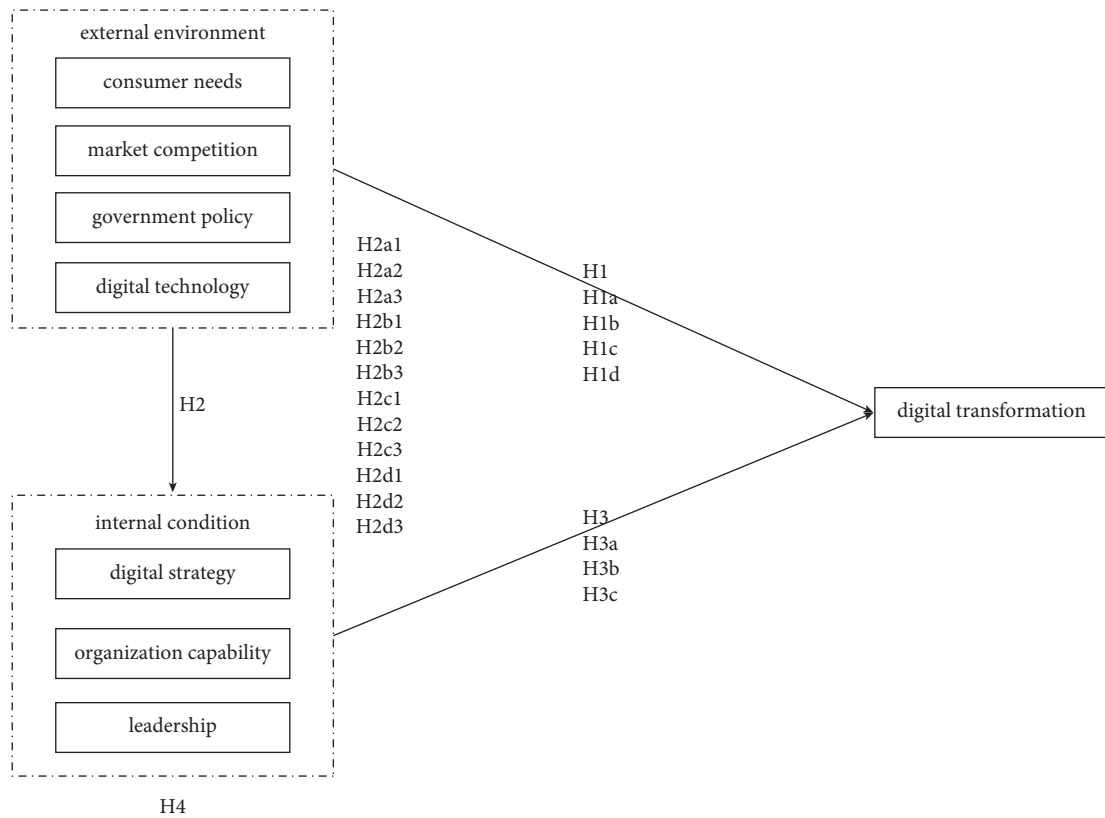 external environment
consumer needs
market competition
government policy
digital technology
H2
internal condition
digital strategy
organization capability
leadership
H4
H2a1
H2a2
H2a3
H2b1
H2b2
H2b3
H2c1
H2c2
H2c3
H2d1
H2d2
H2d3
H1
H1a
H1b
H1c
H1d
H3
H3a
H3b
H3c
digital transformation